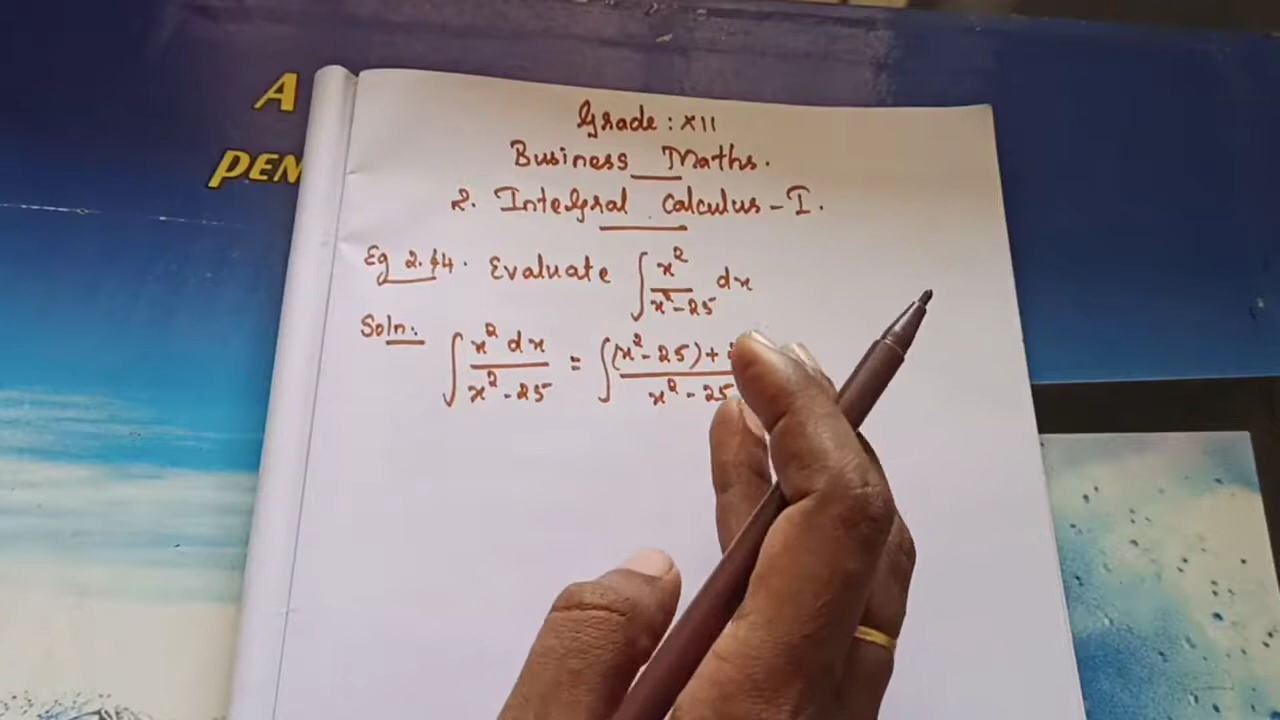 A
PEN
Grade : XII
Business Maths.
2. Integral Calculus - I.
Eg 2.44. Evaluate ∫ x²/(x²-25) dx
Soln: ∫ x² dx/(x²-25) = ∫ (x²-25)+ /(x²-25)